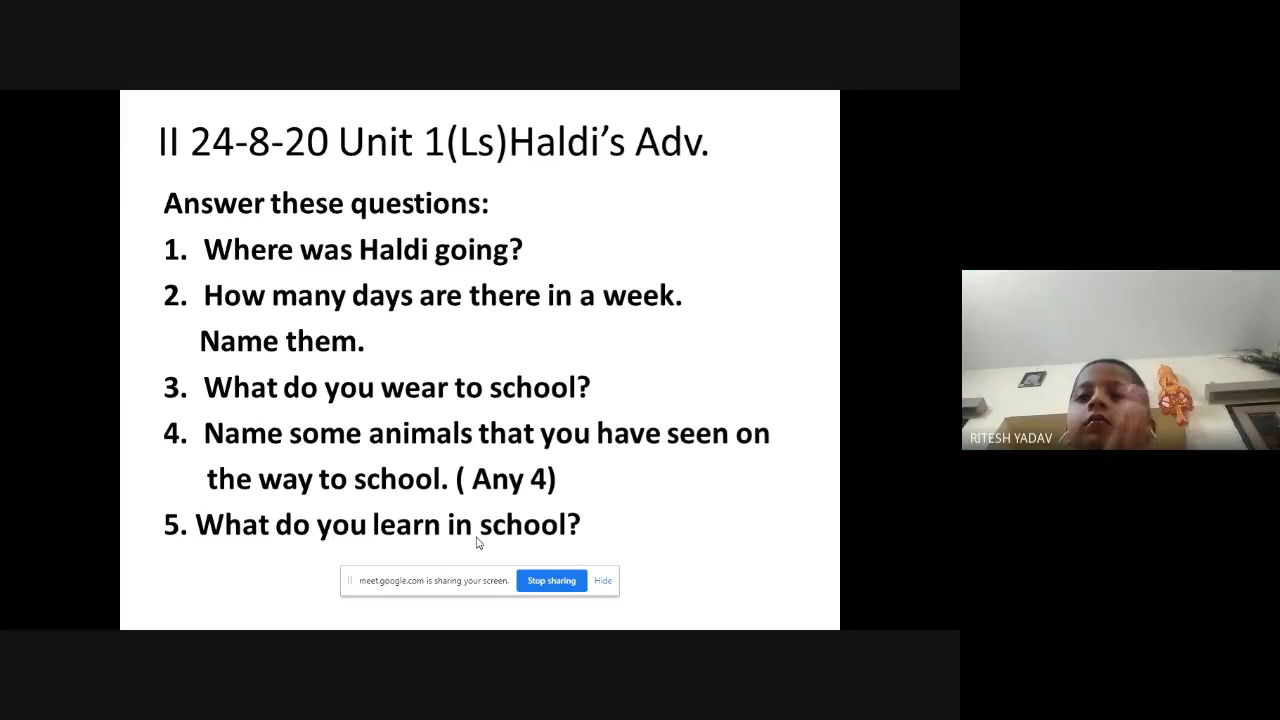 II 24-8-20 Unit 1(Ls)Haldi's Adv.
Answer these questions:
1. Where was Haldi going?
2. How many days are there in a week.
Name them.
3. What do you wear to school?
4. Name some animals that you have seen on
the way to school. ( Any 4)
5. What do you learn in school?
meet.google.com is sharing your screen. Stop sharing Hide
RITESH YADAV